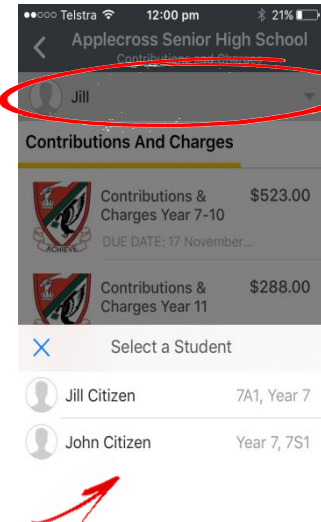 Telstra 12:00 pm 21%
Applecross Senior High School
Contributions and Charges
Jill
Contributions And Charges
Contributions & $523.00
Charges Year 7-10
DUE DATE: 17 November...
ACHIEVE
Contributions & $288.00
Charges Year 11
Select a Student
Jill Citizen 7A1, Year 7
John Citizen Year 7, 7S1